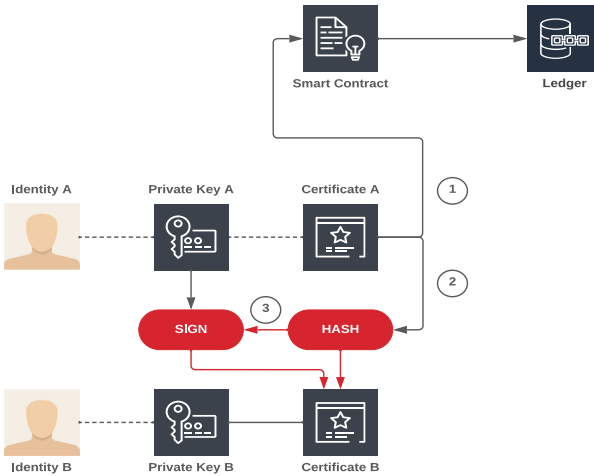 Smart Contract
Ledger
Identity A
Private Key A
Certificate A
1
2
3
SIGN
HASH
Identity B
Private Key B
Certificate B